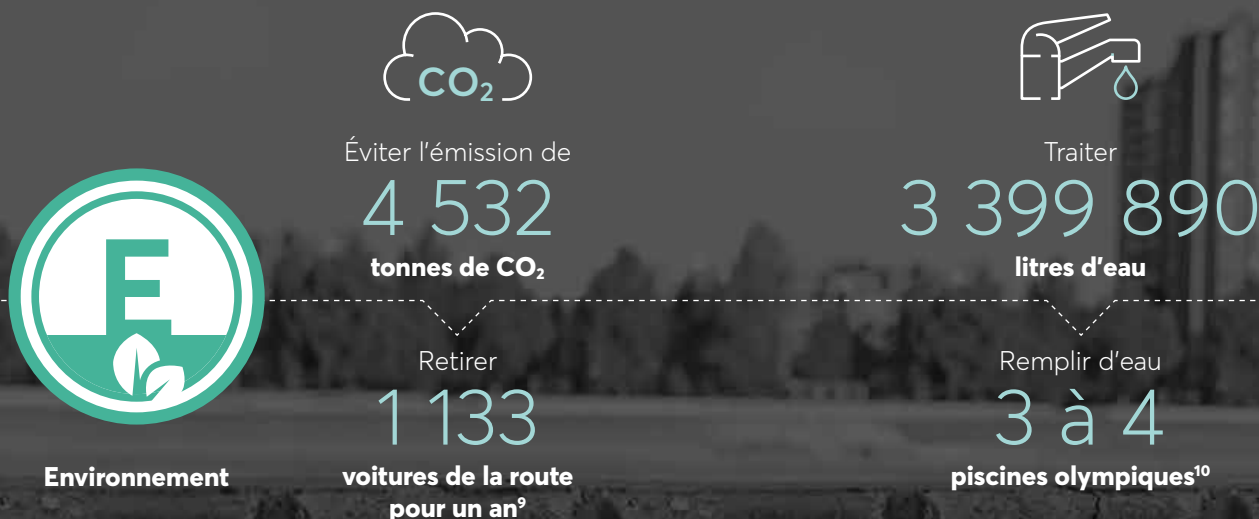 CO₂
Éviter l'émission de
4 532
tonnes de CO₂
Retirer
1 133
voitures de la route
pour un an⁹
Traiter
3 399 890
litres d'eau
Remplir d'eau
3 à 4
piscines olympiques¹⁰
E
Environnement